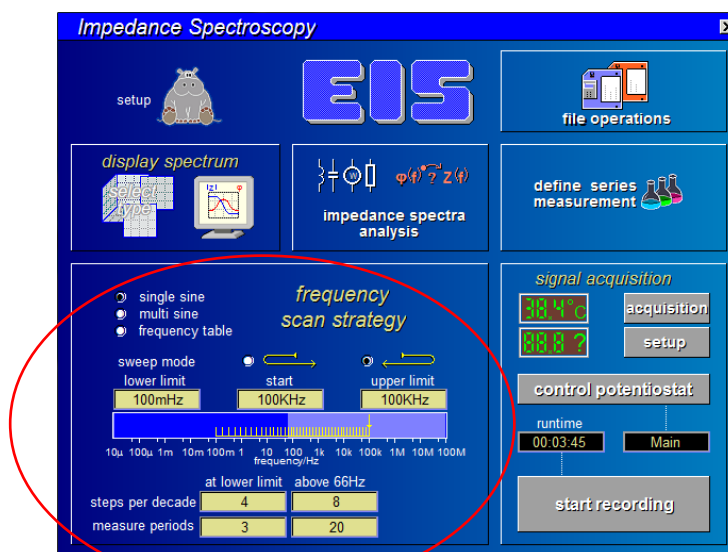 Impedance Spectroscopy
setup
EIS
file operations
display spectrum
select
type
|Z| φ
φ(f) ? Z(f)
W
impedance spectra
analysis
define series
measurement
single sine
multi sine
frequency table
frequency
scan strategy
sweep mode
lower limit start upper limit
100mHz 100KHz 100KHz
10µ 100µ 1m 10m 100m 1 10 100 1k 10k 100k 1M 10M 100M
frequency/Hz
at lower limit above 66Hz
steps per decade 4 8
measure periods 3 20
signal acquisition
38.4°C acquisition
88.8 ? setup
control potentiostat
runtime
00:03:45 Main
start recording